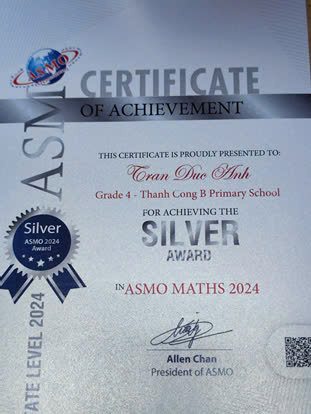 ASMO
CERTIFICATE
OF ACHIEVEMENT
ASM
THIS CERTIFICATE IS PROUDLY PRESENTED TO:
Tran Duc Anh
Grade 4 - Thanh Cong B Primary School
FOR ACHIEVING THE
SILVER
AWARD
IN ASMO MATHS 2024
Silver
ASMO 2024
Award
ATE LEVEL 2024
Allen Chan
President of ASMO